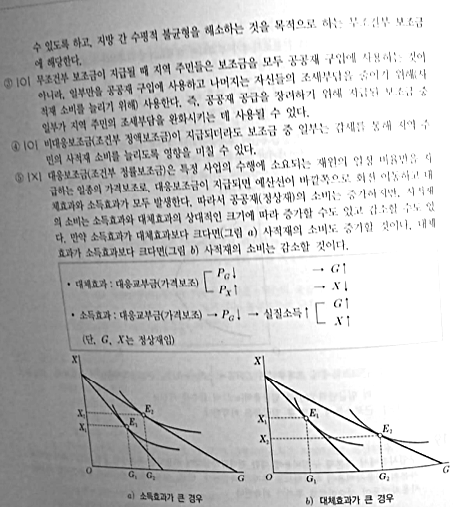 수 있도록 하고, 지방 간 수평적 불균형을 해소하는 것을 목적으로 하는 무조건부 보조금
에 해당한다.
③ |O| 무조건부 보조금이 지급될 때 지역 주민들은 보조금을 모두 공공재 구입에 사용하는 것이
아니라, 일부만을 공공재 구입에 사용하고 나머지는 자신들의 조세부담을 줄이기 위해(사
적재 소비를 늘리기 위해) 사용한다. 즉, 공공재 공급을 장려하기 위해 지급된 보조금 중
일부가 지역 주민의 조세부담을 완화시키는 데 사용될 수 있다.
④ |O| 비대응보조금(조건부 정액보조금)이 지급되더라도 보조금 중 일부는 감세를 통해 지역 주
민의 사적재 소비를 늘리도록 영향을 미칠 수 있다.
⑤ |X| 대응보조금(조건부 정률보조금)은 특정 사업의 수행에 소요되는 재원의 일정 비율만을 지
급하는 일종의 가격보조로, 대응보조금이 지급되면 예산선이 바깥쪽으로 회전 이동하고 대
체효과와 소득효과가 모두 발생한다. 따라서 공공재(정상재)의 소비는 증가하지만, 사적재
의 소비는 소득효과와 대체효과의 상대적인 크기에 따라 증가할 수도 있고 감소할 수도 있
다. 만약 소득효과가 대체효과보다 크다면(그림 a) 사적재의 소비도 증가할 것이다. 대체
효과가 소득효과보다 크다면(그림 b) 사적재의 소비는 감소할 것이다.
• 대체효과 : 대응교부금(가격보조) P_G↓ → G↑
P_X↑ → X↓
• 소득효과 : 대응교부금(가격보조) → P_G↓ → 실질소득↑ G↑
X↑
(단, G, X는 정상재임)
X X₂ X₁ E₂ E₁ O G₁ G₂ G
a) 소득효과가 큰 경우
X X₁ X₂ E₁ E₂ O G₁ G₂ G
b) 대체효과가 큰 경우